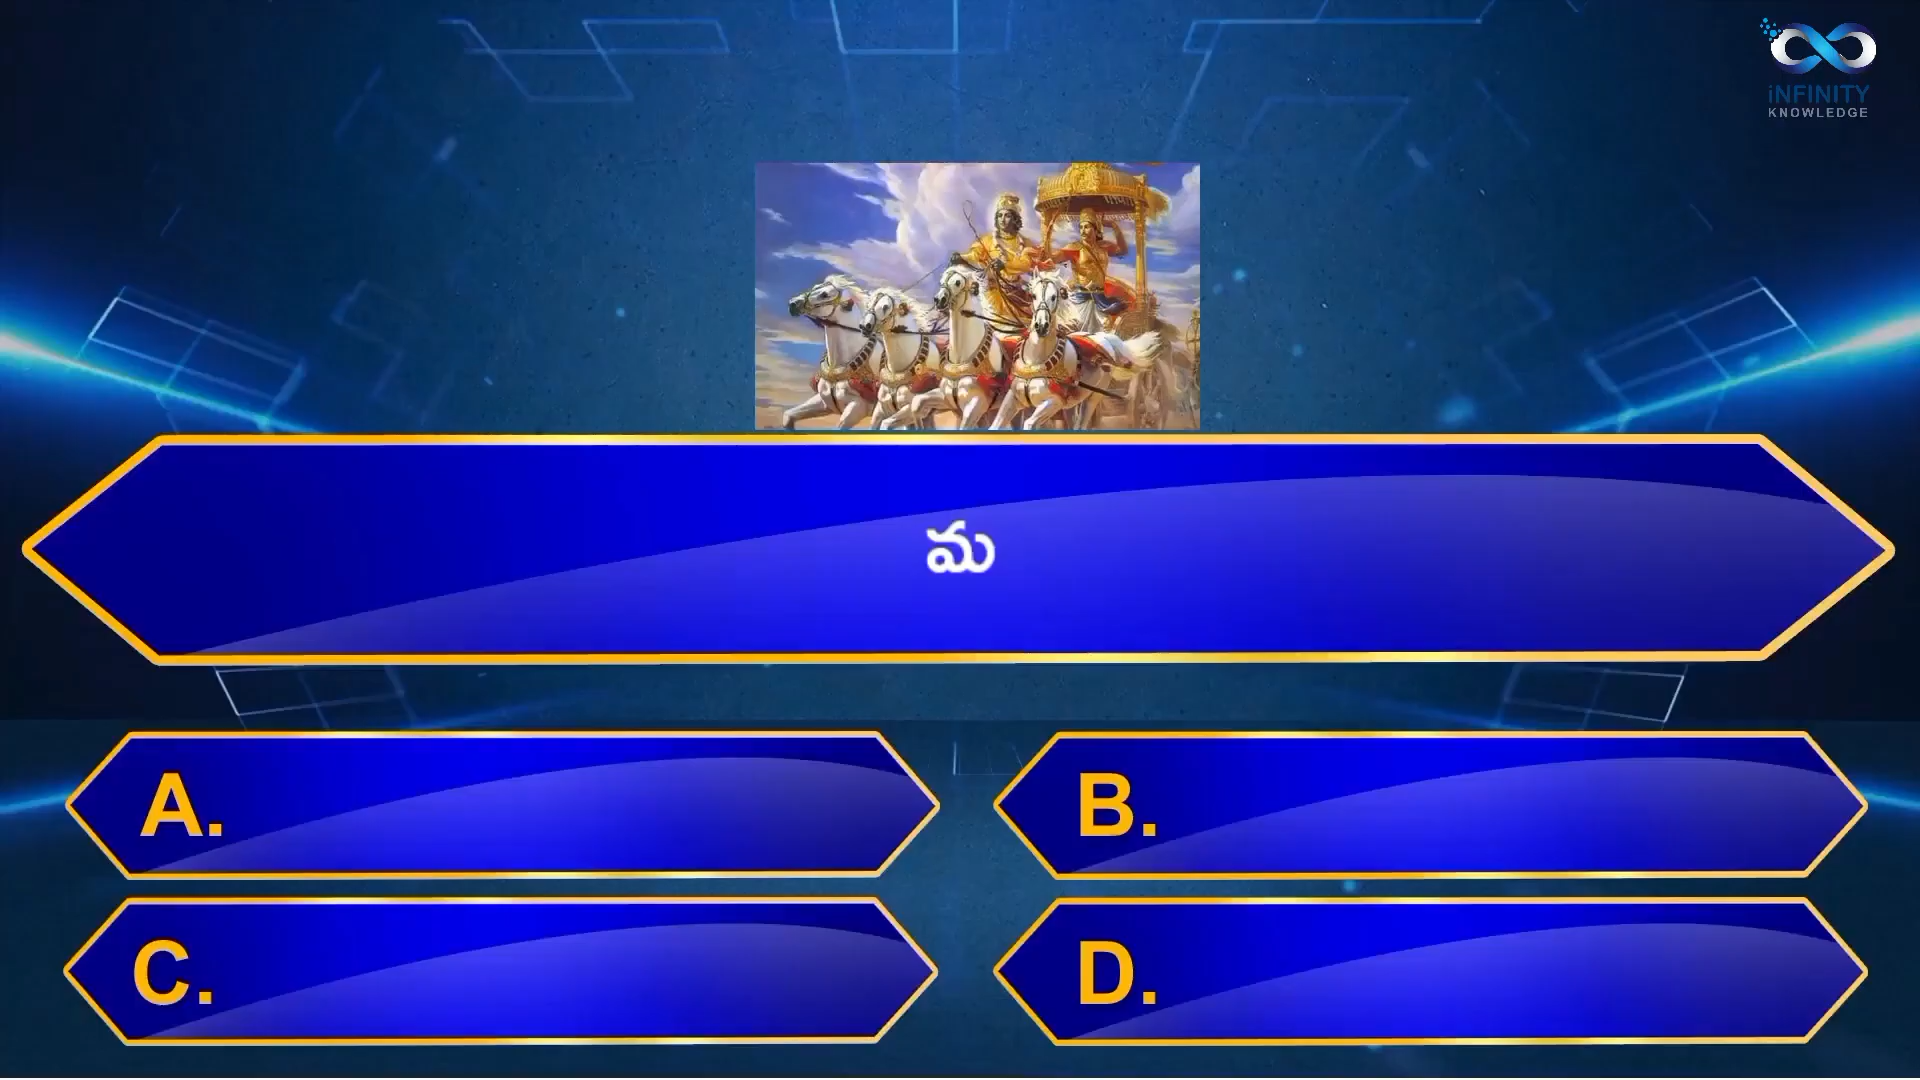 iNFINITY
KNOWLEDGE
మ
A.
B.
C.
D.